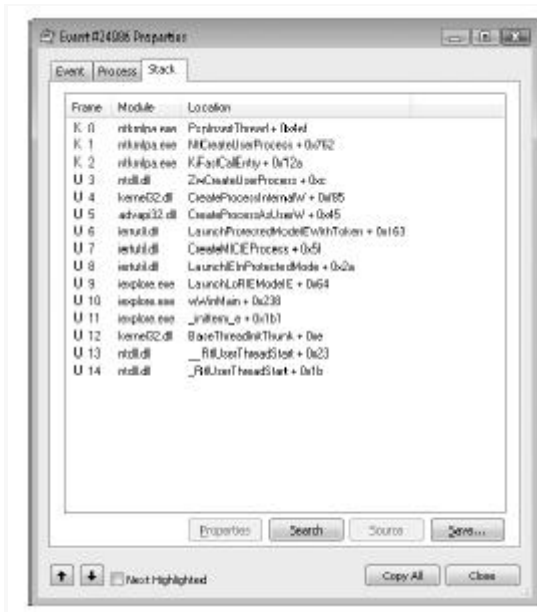 Event #24886 Properties
Event Process Stack
Frame Module Location
K 0 ntkrnlpa.exe PspInsertThread + 0x4ef
K 1 ntkrnlpa.exe NtCreateUserProcess + 0x762
K 2 ntkrnlpa.exe KiFastCallEntry + 0x12a
U 3 ntdll.dll ZwCreateUserProcess + 0xc
U 4 kernel32.dll CreateProcessInternalW + 0xf85
U 5 advapi32.dll CreateProcessAsUserW + 0x45
U 6 iertutil.dll LaunchProtectedModeIEWithToken + 0x163
U 7 iertutil.dll CreateMICIEProcess + 0x5f
U 8 iertutil.dll LaunchIEInProtectedMode + 0x2a
U 9 iexplore.exe LaunchLoRIEModeIE + 0x64
U 10 iexplore.exe wWinMain + 0x238
U 11 iexplore.exe _initterm_e + 0x1b1
U 12 kernel32.dll BaseThreadInitThunk + 0xe
U 13 ntdll.dll __RtlUserThreadStart + 0x23
U 14 ntdll.dll _RtlUserThreadStart + 0x1b
Properties Search Source Save...
Next Highlighted Copy All Close